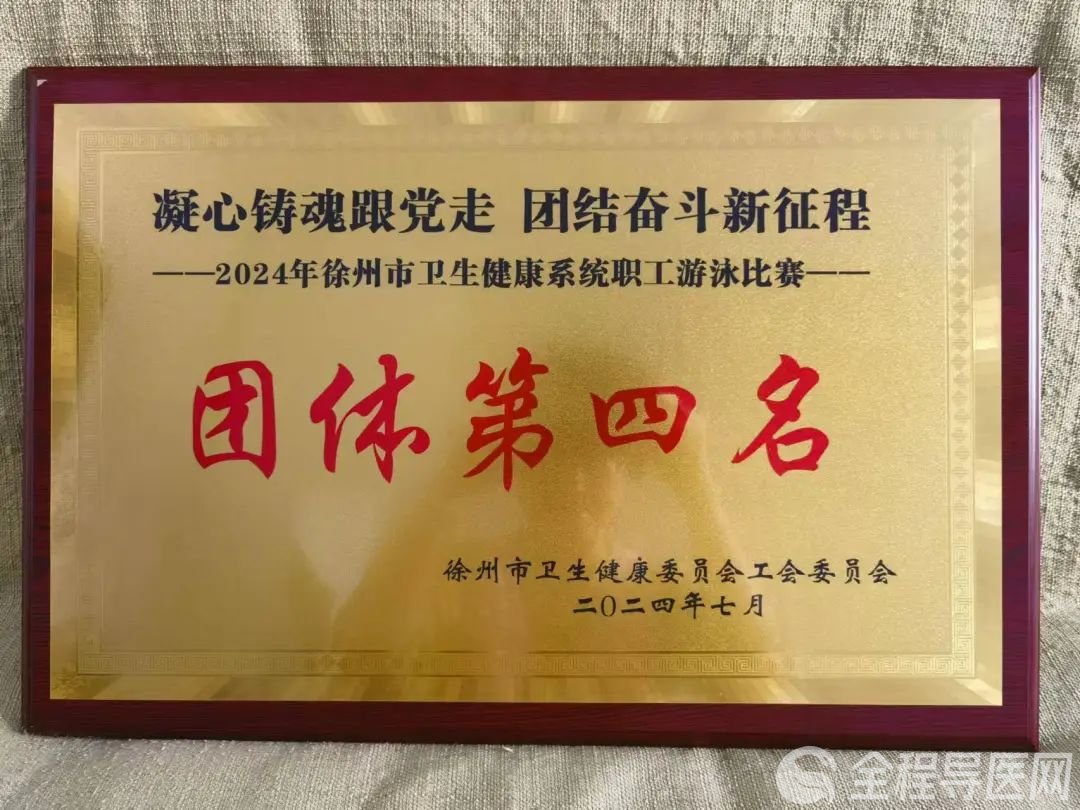 凝心铸魂跟党走 团结奋斗新征程
——2024年徐州市卫生健康系统职工游泳比赛——
团体第四名
徐州市卫生健康委员会工会委员会
二〇二四年七月
全程导医网